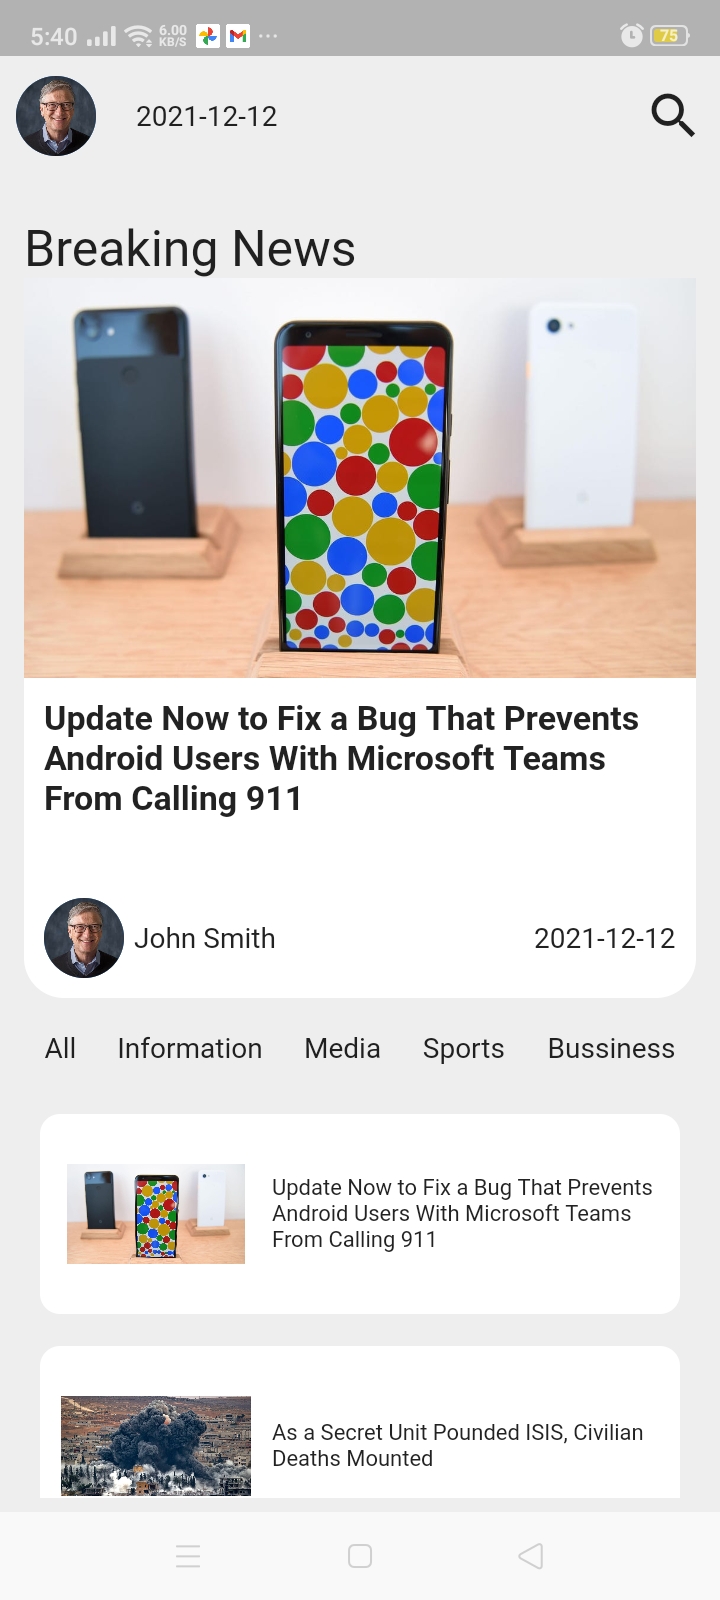 5:40 6.00 KB/S 75
2021-12-12
Breaking News
Update Now to Fix a Bug That Prevents
Android Users With Microsoft Teams
From Calling 911
John Smith 2021-12-12
All Information Media Sports Bussiness
Update Now to Fix a Bug That Prevents
Android Users With Microsoft Teams
From Calling 911
As a Secret Unit Pounded ISIS, Civilian
Deaths Mounted